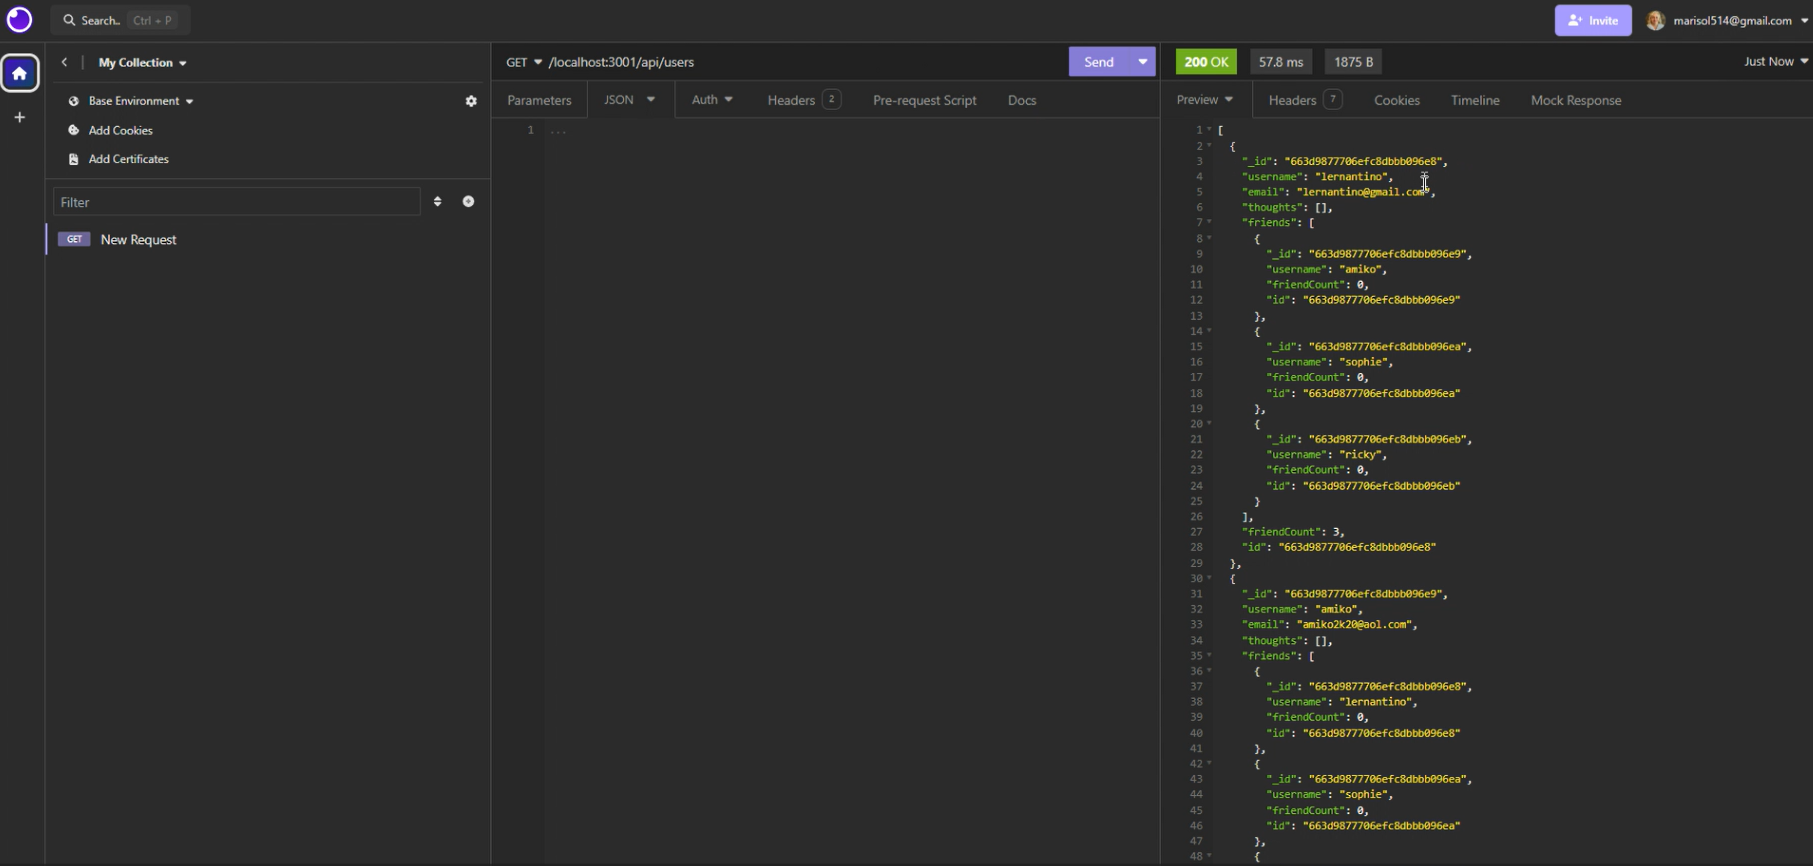 Search.. Ctrl + P
Invite
marisol514@gmail.com
My Collection
Base Environment
Add Cookies
Add Certificates
Filter
GET New Request
GET /localhost:3001/api/users
Send
Parameters JSON Auth Headers 2 Pre-request Script Docs
1 ...
200 OK 57.8 ms 1875 B Just Now
Preview Headers 7 Cookies Timeline Mock Response
1 [
2 {
3 "_id": "663d9877706efc8dbbb096e8",
4 "username": "lernantino",
5 "email": "lernantino@gmail.com",
6 "thoughts": [],
7 "friends": [
8 {
9 "_id": "663d9877706efc8dbbb096e9",
10 "username": "amiko",
11 "friendCount": 0,
12 "id": "663d9877706efc8dbbb096e9"
13 },
14 {
15 "_id": "663d9877706efc8dbbb096ea",
16 "username": "sophie",
17 "friendCount": 0,
18 "id": "663d9877706efc8dbbb096ea"
19 },
20 {
21 "_id": "663d9877706efc8dbbb096eb",
22 "username": "ricky",
23 "friendCount": 0,
24 "id": "663d9877706efc8dbbb096eb"
25 }
26 ],
27 "friendCount": 3,
28 "id": "663d9877706efc8dbbb096e8"
29 },
30 {
31 "_id": "663d9877706efc8dbbb096e9",
32 "username": "amiko",
33 "email": "amiko2k20@aol.com",
34 "thoughts": [],
35 "friends": [
36 {
37 "_id": "663d9877706efc8dbbb096e8",
38 "username": "lernantino",
39 "friendCount": 0,
40 "id": "663d9877706efc8dbbb096e8"
41 },
42 {
43 "_id": "663d9877706efc8dbbb096ea",
44 "username": "sophie",
45 "friendCount": 0,
46 "id": "663d9877706efc8dbbb096ea"
47 },
48 {